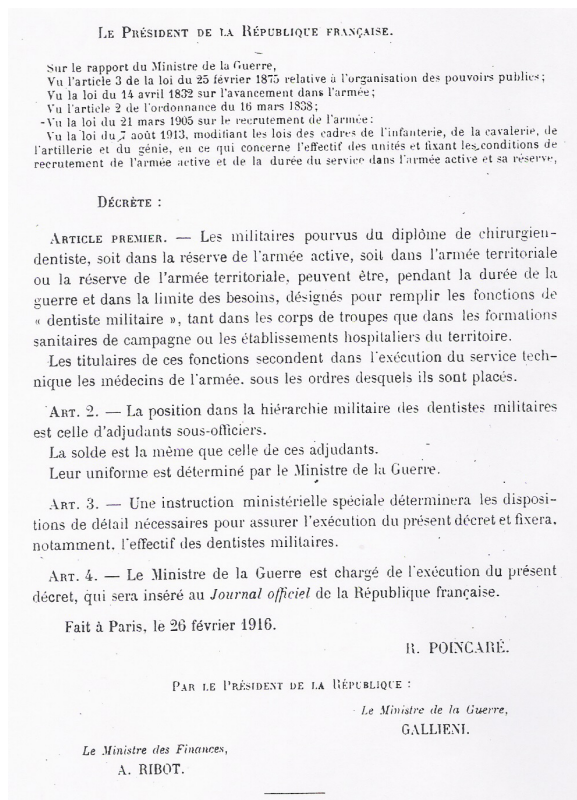 LE PRÉSIDENT DE LA RÉPUBLIQUE FRANÇAISE.
Sur le rapport du Ministre de la Guerre,
Vu l'article 3 de la loi du 25 février 1875 relative à l'organisation des pouvoirs publics;
Vu la loi du 14 avril 1832 sur l'avancement dans l'armée;
Vu l'article 2 de l'ordonnance du 16 mars 1838;
Vu la loi du 21 mars 1905 sur le recrutement de l'armée:
Vu la loi du 7 août 1913, modifiant les lois des cadres de l'infanterie, de la cavalerie, de
l'artillerie et du génie, en ce qui concerne l'effectif des unités et fixant les conditions de
recrutement de l'armée active et de la durée du service dans l'armée active et sa réserve,
DÉCRÈTE :
ARTICLE PREMIER. — Les militaires pourvus du diplôme de chirurgien-
dentiste, soit dans la réserve de l'armée active, soit dans l'armée territoriale
ou la réserve de l'armée territoriale, peuvent être, pendant la durée de la
guerre et dans la limite des besoins, désignés pour remplir les fonctions de
« dentiste militaire », tant dans les corps de troupes que dans les formations
sanitaires de campagne ou les établissements hospitaliers du territoire.
Les titulaires de ces fonctions secondent dans l'exécution du service tech-
nique les médecins de l'armée. sous les ordres desquels ils sont placés.
ART. 2. — La position dans la hiérarchie militaire des dentistes militaires
est celle d'adjudants sous-officiers.
La solde est la même que celle de ces adjudants.
Leur uniforme est déterminé par le Ministre de la Guerre.
ART. 3. — Une instruction ministérielle spéciale déterminera les disposi-
tions de détail nécessaires pour assurer l'exécution du présent décret et fixera,
notamment, l'effectif des dentistes militaires.
ART. 4. — Le Ministre de la Guerre est chargé de l'exécution du présent
décret, qui sera inséré au Journal officiel de la République française.
Fait à Paris, le 26 février 1916.
R. POINCARÉ.
PAR LE PRÉSIDENT DE LA RÉPUBLIQUE :
Le Ministre de la Guerre,
GALLIENI.
Le Ministre des Finances,
A. RIBOT.